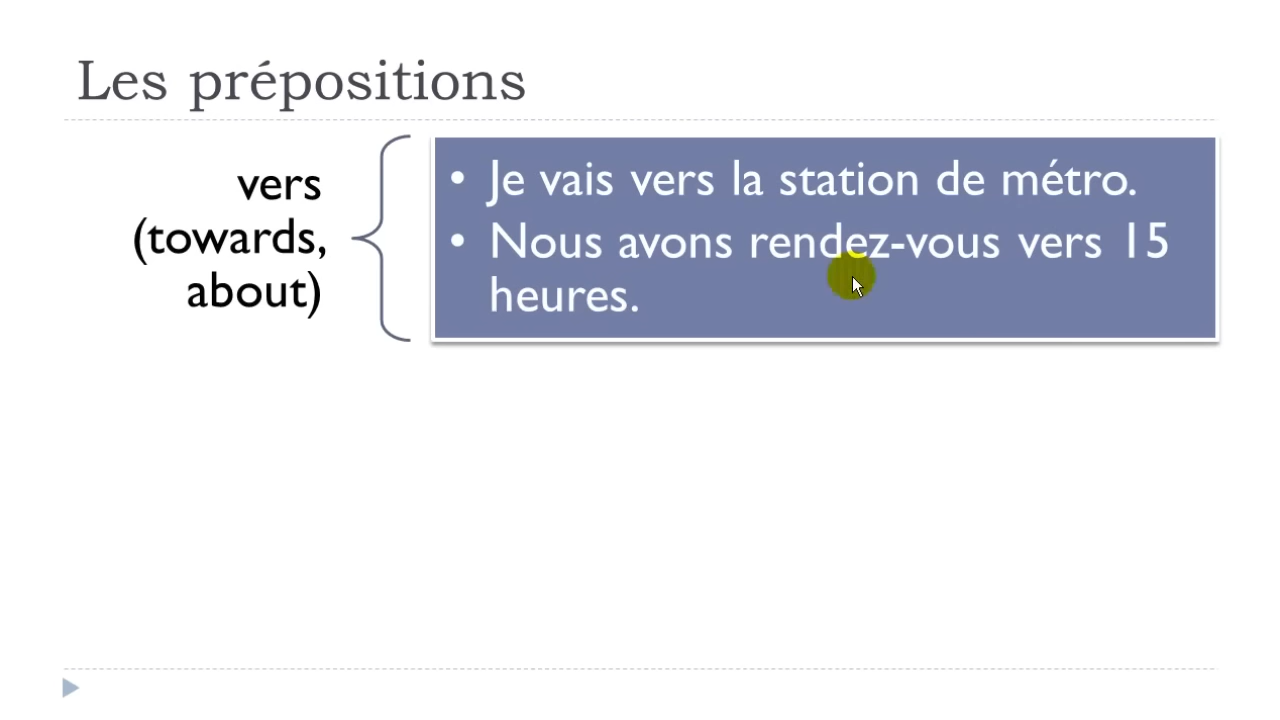 Les prépositions
vers
(towards,
about)
• Je vais vers la station de métro.
• Nous avons rendez-vous vers 15
heures.